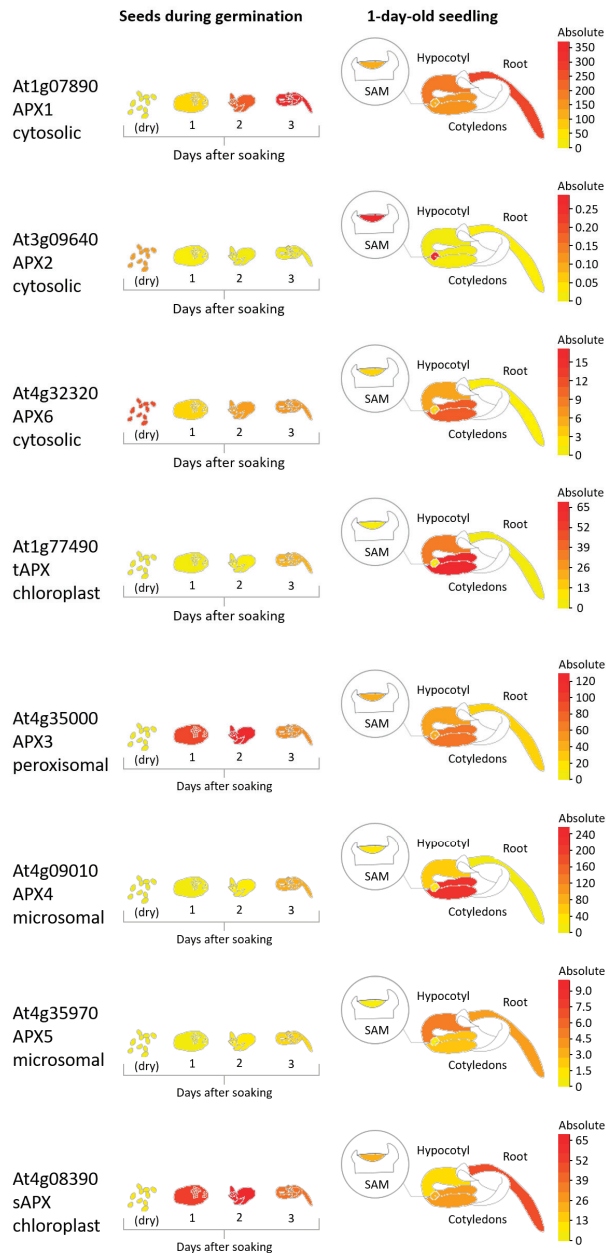 Seeds during germination
1-day-old seedling
At1g07890
APX1
cytosolic
(dry)
1
2
3
Days after soaking
Hypocotyl
Root
SAM
Cotyledons
Absolute
350
300
250
200
150
100
50
0
At3g09640
APX2
cytosolic
(dry)
1
2
3
Days after soaking
Hypocotyl
Root
SAM
Cotyledons
Absolute
0.25
0.20
0.15
0.10
0.05
0.00
At4g32320
APX6
cytosolic
(dry)
1
2
3
Days after soaking
Hypocotyl
Root
SAM
Cotyledons
Absolute
15
12
9
6
3
0
At1g77490
tAPX
chloroplast
(dry)
1
2
3
Days after soaking
Hypocotyl
Root
SAM
Cotyledons
Absolute
65
52
39
26
13
0
At4g35000
APX3
peroxisomal
(dry)
1
2
3
Days after soaking
Hypocotyl
Root
SAM
Cotyledons
Absolute
120
100
80
60
40
20
0
At4g09010
APX4
microsomal
(dry)
1
2
3
Days after soaking
Hypocotyl
Root
SAM
Cotyledons
Absolute
240
200
160
120
80
40
0
At4g35970
APX5
microsomal
(dry)
1
2
3
Days after soaking
Hypocotyl
Root
SAM
Cotyledons
Absolute
9.0
7.5
6.0
4.5
3.0
1.5
0
At4g08390
sAPX
chloroplast
(dry)
1
2
3
Days after soaking
Hypocotyl
Root
SAM
Cotyledons
Absolute
65
52
39
26
13
0